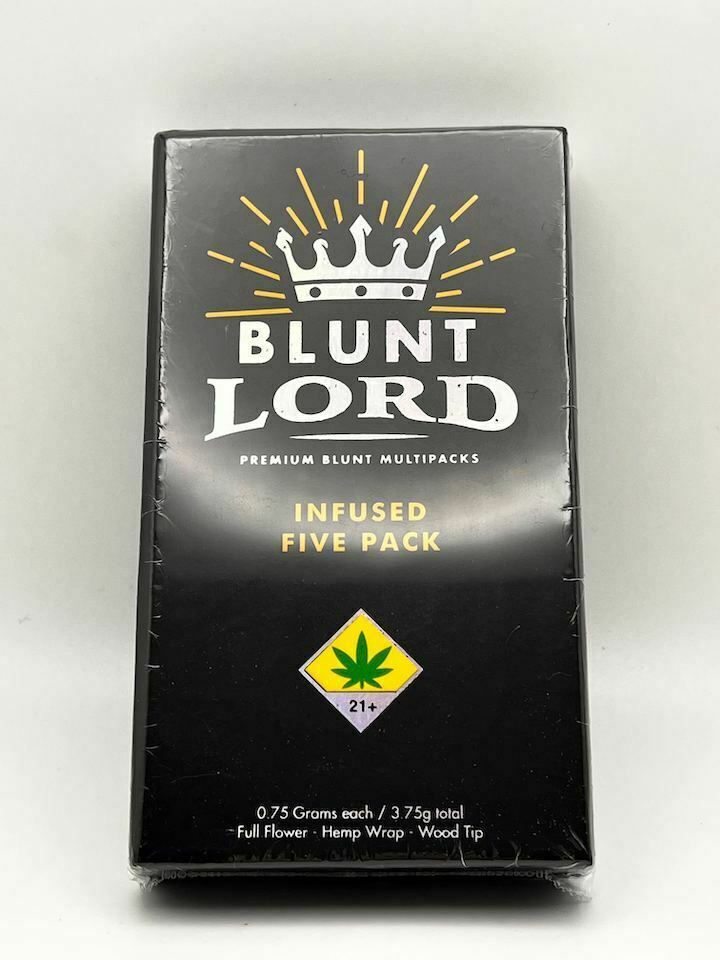 BLUNT
LORD
PREMIUM BLUNT MULTIPACKS
INFUSED
FIVE PACK
21+
0.75 Grams each / 3.75g total
Full Flower - Hemp Wrap - Wood Tip